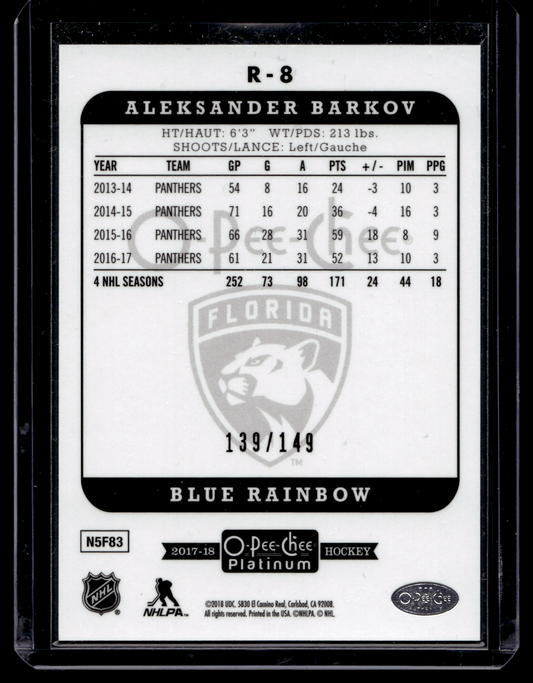 R-8
ALEKSANDER BARKOV
HT/HAUT: 6'3" WT/PDS: 213 lbs.
SHOOTS/LANCE: Left/Gauche
YEAR TEAM GP G A PTS +/- PIM PPG
2013-14 PANTHERS 54 8 16 24 -3 10 3
2014-15 PANTHERS 71 16 20 36 -4 16 3
2015-16 PANTHERS 66 28 31 59 18 8 9
2016-17 PANTHERS 61 21 31 52 13 10 3
4 NHL SEASONS 252 73 98 171 24 44 18
O-Pee-Chee
FLORIDA
139/149
TM
BLUE RAINBOW
N5F83
2017-18 O-Pee-Chee Platinum HOCKEY
NHL
NHLPA
©2018 UDC. 5830 El Camino Real, Carlsbad, CA 92008.
All rights reserved. Printed in the USA. ©NHLPA. © NHL.
O-Pee-Chee